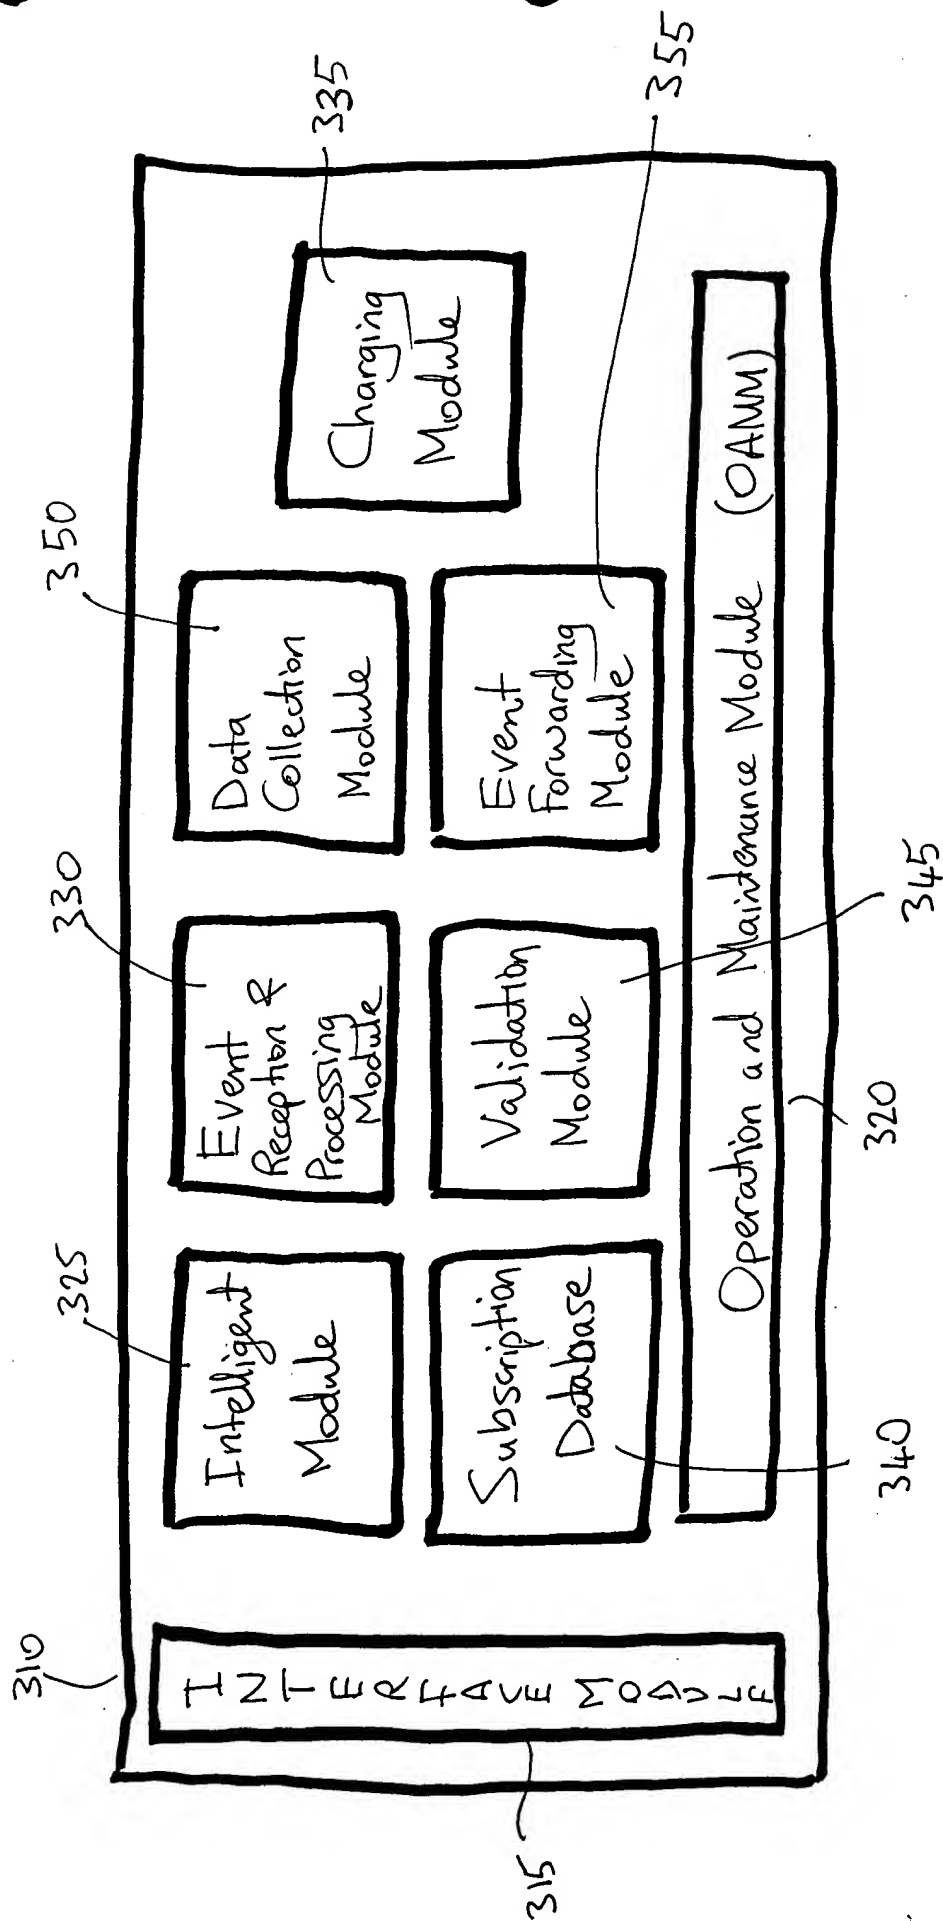 310
325
330
350
335
INTERFACE MODULE
Intelligent
Module
Event
Reception &
Processing
Module
Data
Collection
Module
Charging
Module
Subscription
Database
Validation
Module
Event
Forwarding
Module
Operation and Maintenance Module (OAMM)
315
340
320
345
355